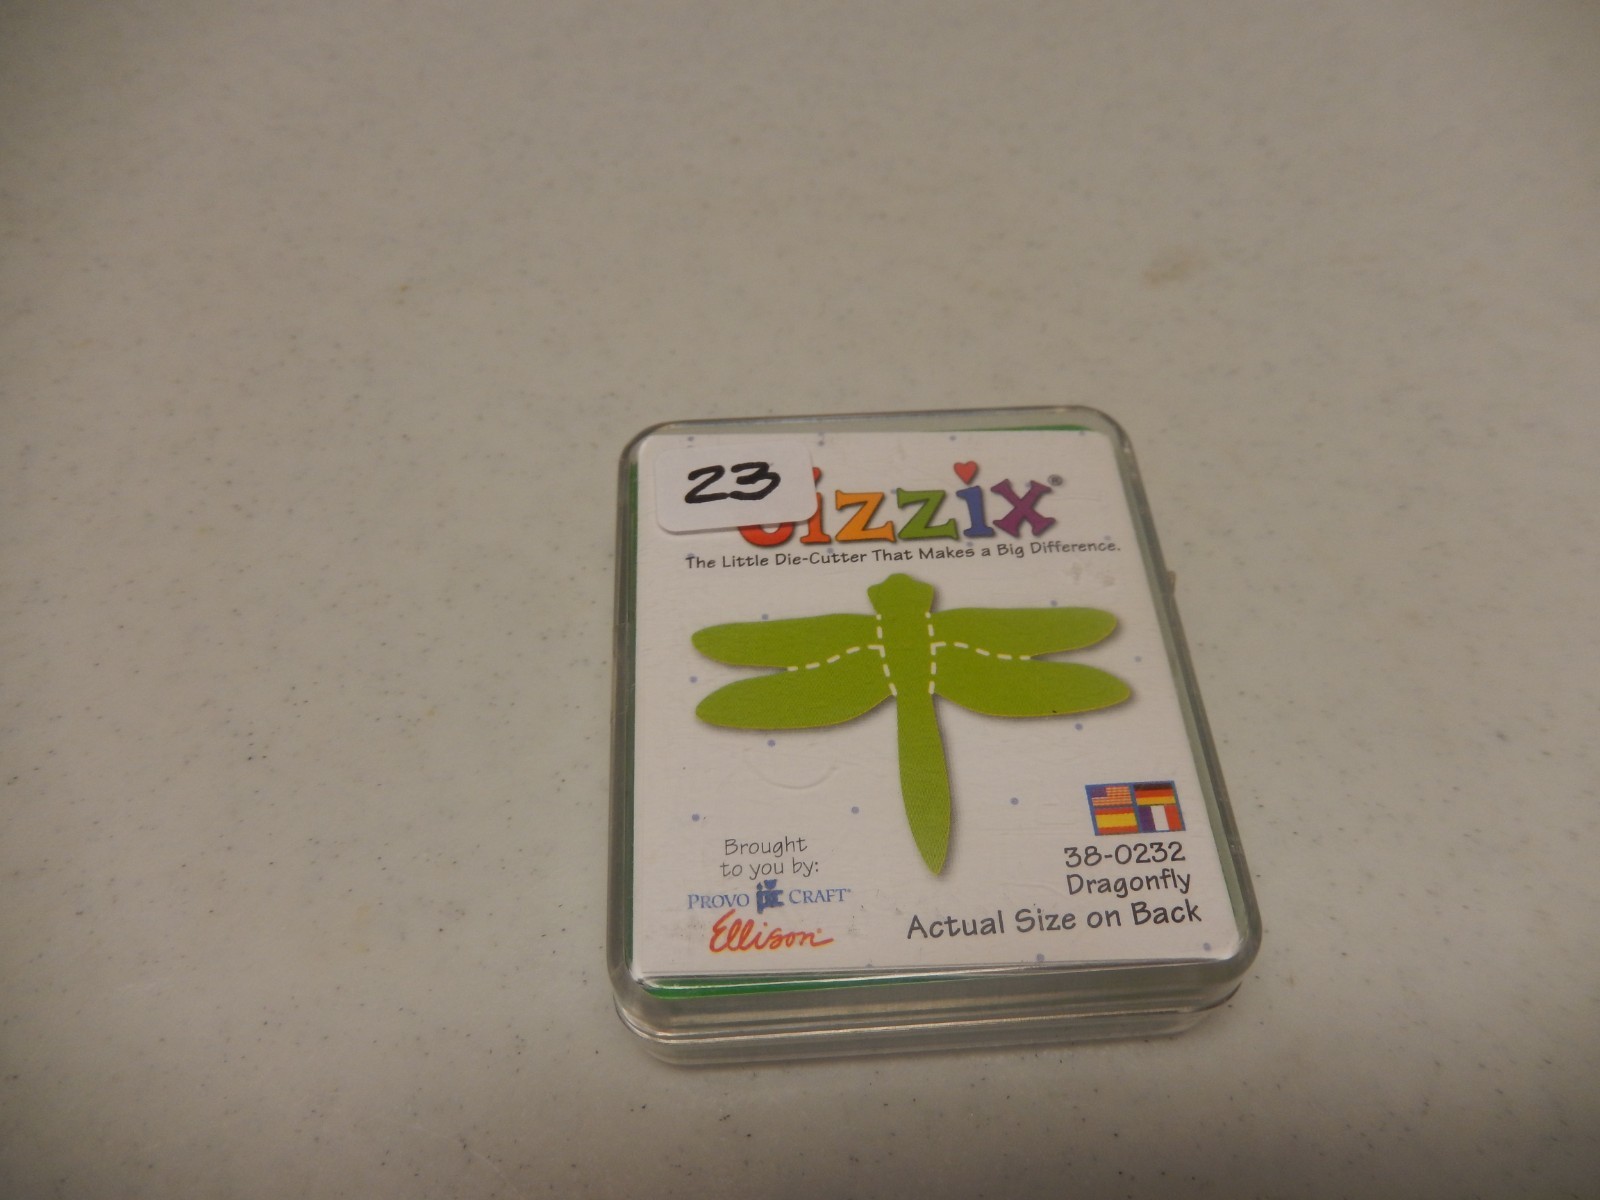 23
Sizzix®
The Little Die-Cutter That Makes a Big Difference.
Brought
to you by:
PROVO CRAFT®
Ellison®
38-0232
Dragonfly
Actual Size on Back